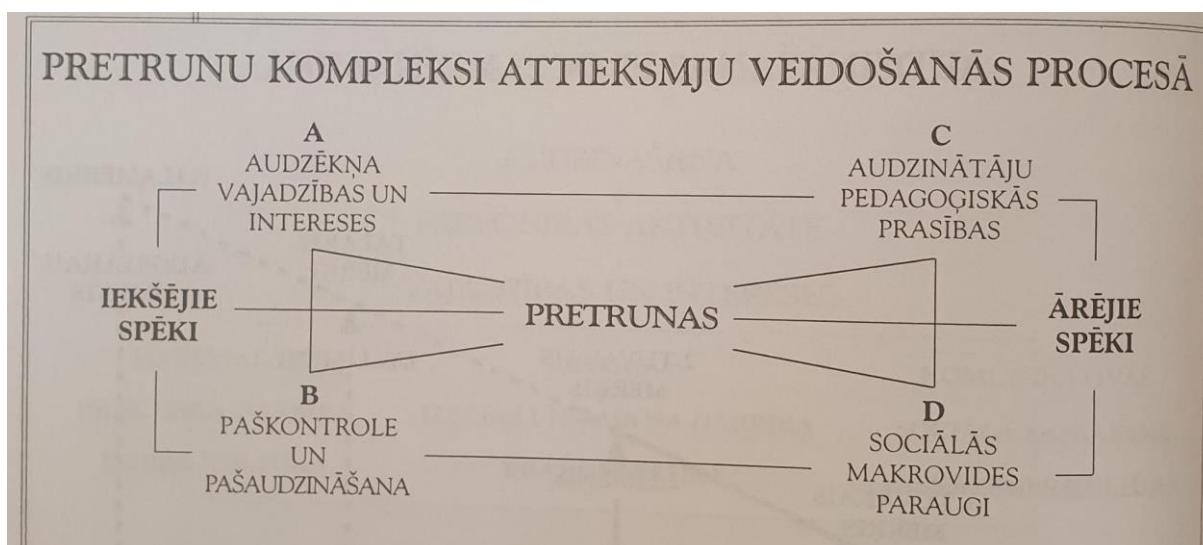 PRETRUNU KOMPLEKSI ATTIEKSMJU VEIDOŠANĀS PROCESĀ
A
AUDZĒKŅA
VAJADZĪBAS UN
INTERESES
C
AUDZINĀTĀJU
PEDAGOĢISKĀS
PRASĪBAS
IEKŠĒJIE
SPĒKI
PRETRUNAS
ĀRĒJIE
SPĒKI
B
PAŠKONTROLE
UN
PAŠAUDZINĀŠANA
D
SOCIĀLĀS
MAKROVIDES
PARAUGI